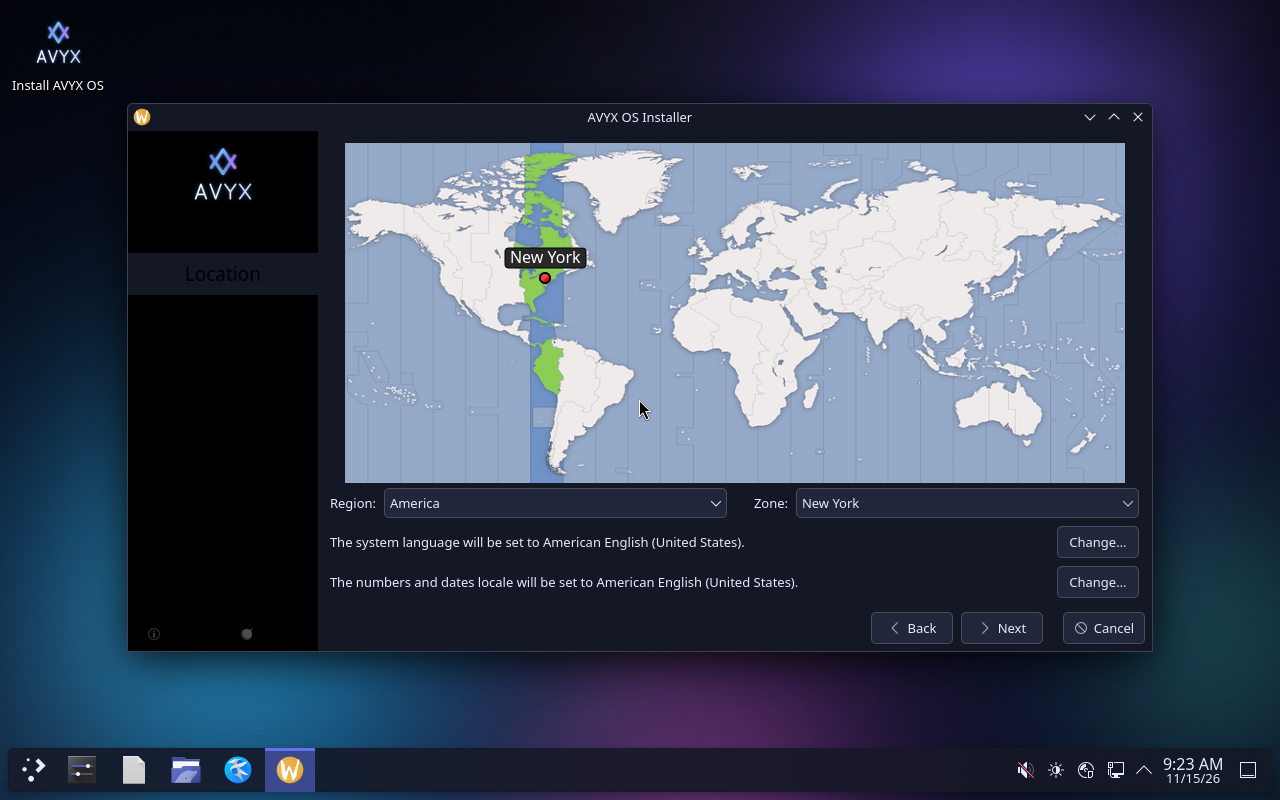 AVYX
Install AVYX OS
AVYX OS Installer
AVYX
Location
New York
Region:
America
Zone:
New York
The system language will be set to American English (United States).
Change...
The numbers and dates locale will be set to American English (United States).
Change...
Back
Next
Cancel
9:23 AM
11/15/26